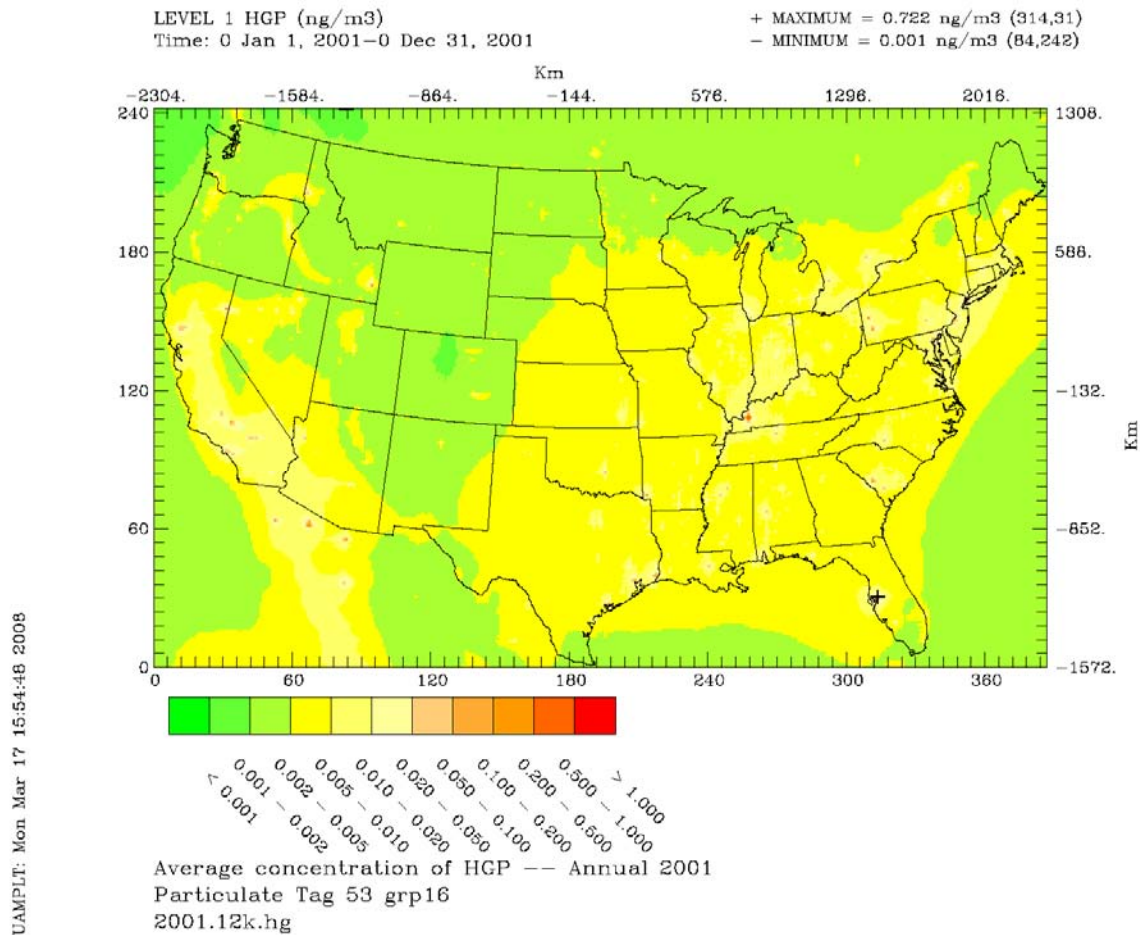 LEVEL 1 HGP (ng/m3)
Time: 0 Jan 1, 2001−0 Dec 31, 2001
+ MAXIMUM = 0.722 ng/m3 (314,31)
− MINIMUM = 0.001 ng/m3 (84,242)
Km
−2304. −1584. −864. −144. 576. 1296. 2016.
240 1308.
180 586.
120 −132.
Km
60 −852.
0 −1572.
0 60 120 180 240 300 360
< 0.001
0.001 − 0.002
0.002 − 0.005
0.005 − 0.010
0.010 − 0.020
0.020 − 0.050
0.050 − 0.100
0.100 − 0.200
0.200 − 0.500
0.500 − 1.000
> 1.000
Average concentration of HGP −− Annual 2001
Particulate Tag 53 grp16
2001.12k.hg
UAMPLT: Mon Mar 17 15:54:48 2008